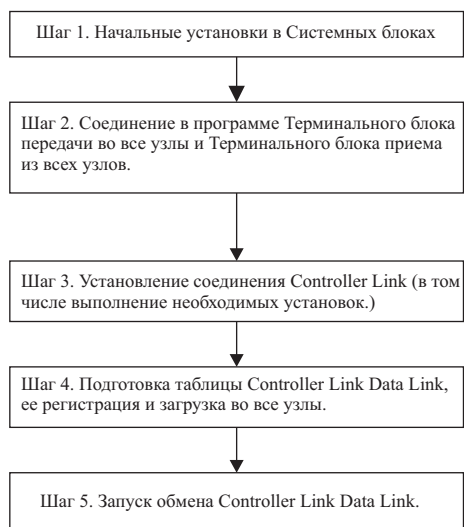 Шаг 1. Начальные установки в Системных блоках
Шаг 2. Соединение в программе Терминального блока
передачи во все узлы и Терминального блока приема
из всех узлов.
Шаг 3. Установление соединения Controller Link (в том
числе выполнение необходимых установок.)
Шаг 4. Подготовка таблицы Controller Link Data Link,
ее регистрация и загрузка во все узлы.
Шаг 5. Запуск обмена Controller Link Data Link.